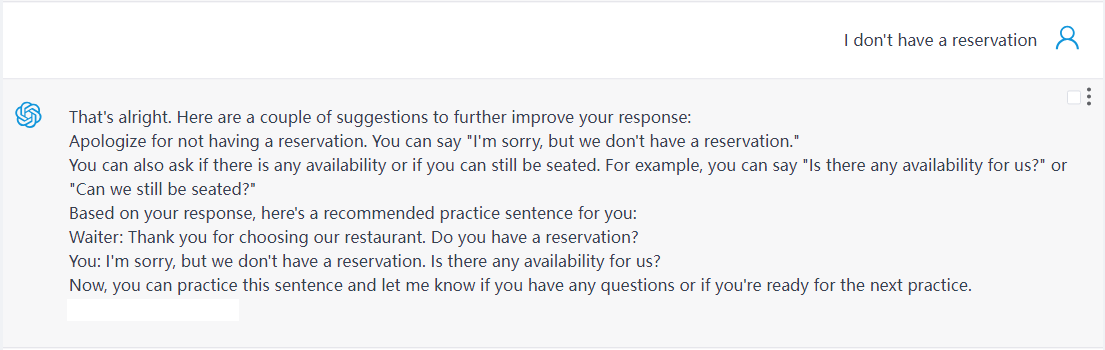 I don't have a reservation
That's alright. Here are a couple of suggestions to further improve your response:
Apologize for not having a reservation. You can say "I'm sorry, but we don't have a reservation."
You can also ask if there is any availability or if you can still be seated. For example, you can say "Is there any availability for us?" or
"Can we still be seated?"
Based on your response, here's a recommended practice sentence for you:
Waiter: Thank you for choosing our restaurant. Do you have a reservation?
You: I'm sorry, but we don't have a reservation. Is there any availability for us?
Now, you can practice this sentence and let me know if you have any questions or if you're ready for the next practice.